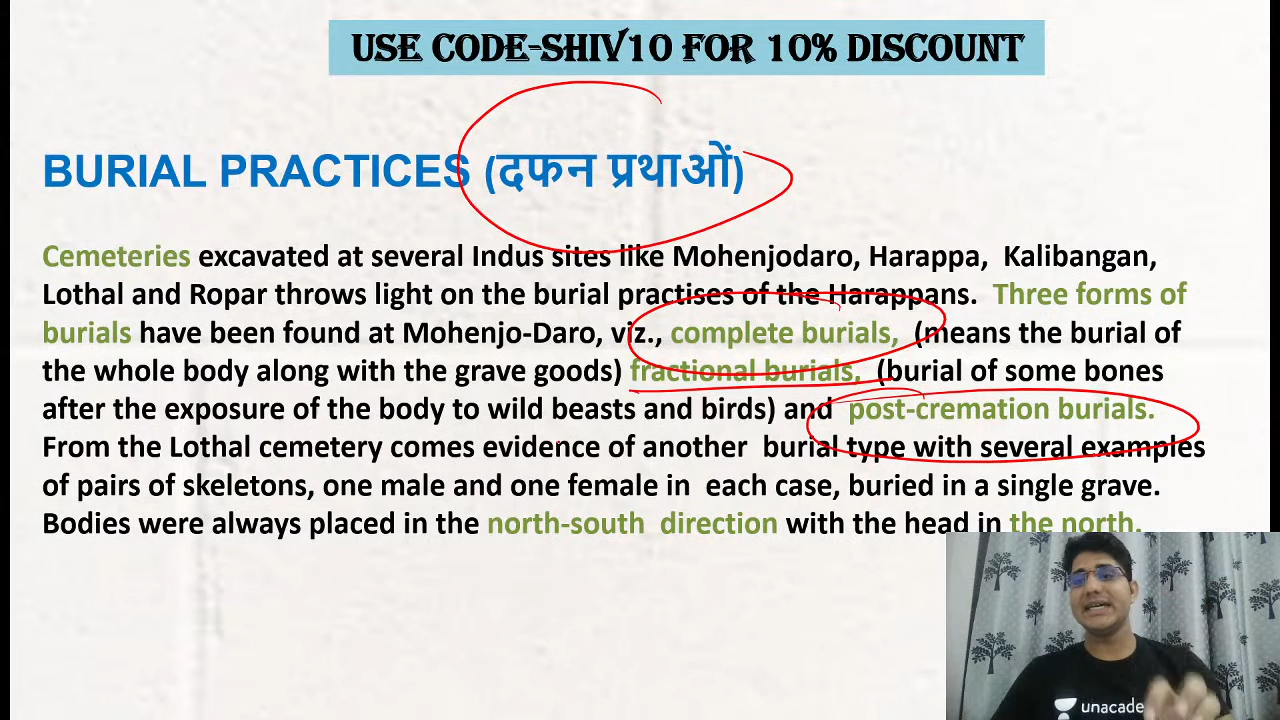 USE CODE-SHIV10 FOR 10% DISCOUNT
BURIAL PRACTICES (दफन प्रथाओं)
Cemeteries excavated at several Indus sites like Mohenjodaro, Harappa, Kalibangan,
Lothal and Ropar throws light on the burial practises of the Harappans. Three forms of
burials have been found at Mohenjo-Daro, viz., complete burials, (means the burial of
the whole body along with the grave goods) fractional burials, (burial of some bones
after the exposure of the body to wild beasts and birds) and post-cremation burials.
From the Lothal cemetery comes evidence of another burial type with several examples
of pairs of skeletons, one male and one female in each case, buried in a single grave.
Bodies were always placed in the north-south direction with the head in the north.
unacade